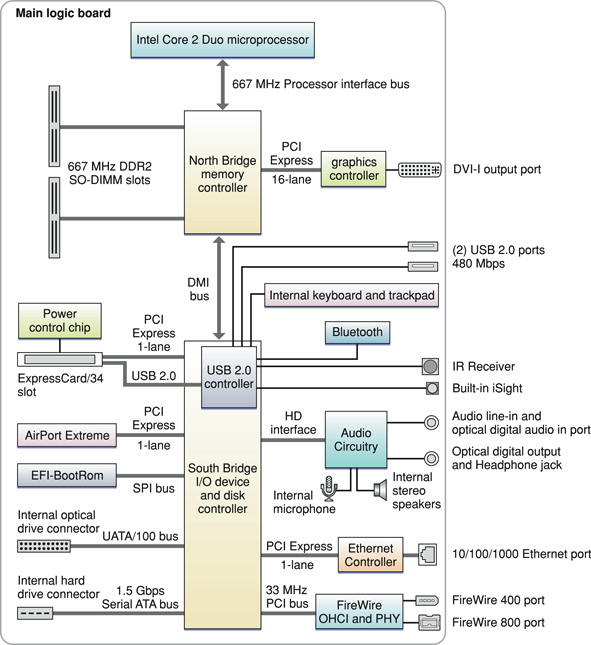 Main logic board
Intel Core 2 Duo microprocessor
667 MHz Processor interface bus
667 MHz DDR2
SO-DIMM slots
North Bridge
memory
controller
PCI
Express
16-lane
graphics
controller
DVI-I output port
DMI
bus
(2) USB 2.0 ports
480 Mbps
Internal keyboard and trackpad
Power
control chip
PCI
Express
1-lane
Bluetooth
ExpressCard/34
slot
USB 2.0
USB 2.0
controller
IR Receiver
Built-in iSight
AirPort Extreme
PCI
Express
1-lane
HD
interface
Audio
Circuitry
Audio line-in and
optical digital audio in port
Optical digital output
and Headphone jack
EFI-BootRom
SPI bus
South Bridge
I/O device
and disk
controller
Internal
microphone
Internal
stereo
speakers
Internal optical
drive connector
UATA/100 bus
PCI Express
1-lane
Ethernet
Controller
10/100/1000 Ethernet port
Internal hard
drive connector
1.5 Gbps
Serial ATA bus
33 MHz
PCI bus
FireWire
OHCI and PHY
FireWire 400 port
FireWire 800 port